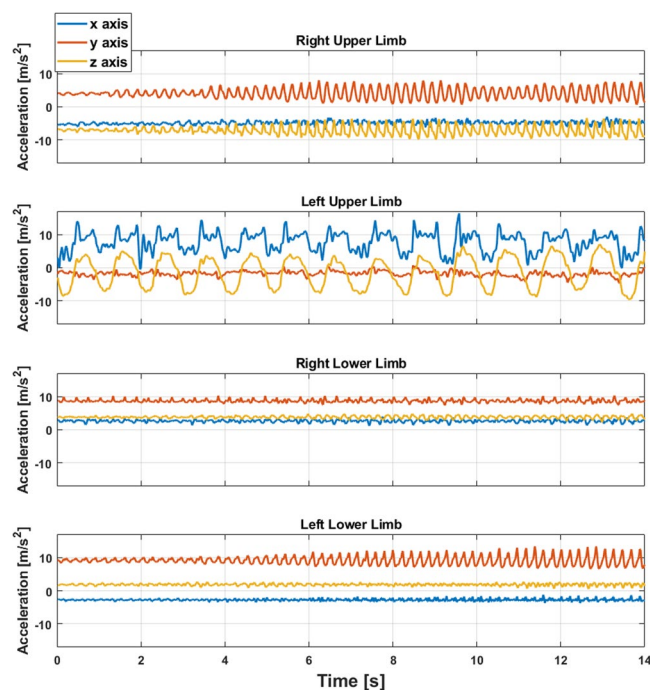 x axis
y axis
z axis
Right Upper Limb
Acceleration [m/s²]
10
0
-10
Left Upper Limb
Acceleration [m/s²]
10
0
-10
Right Lower Limb
Acceleration [m/s²]
10
0
-10
Left Lower Limb
Acceleration [m/s²]
10
0
-10
0 2 4 6 8 10 12 14
Time [s]